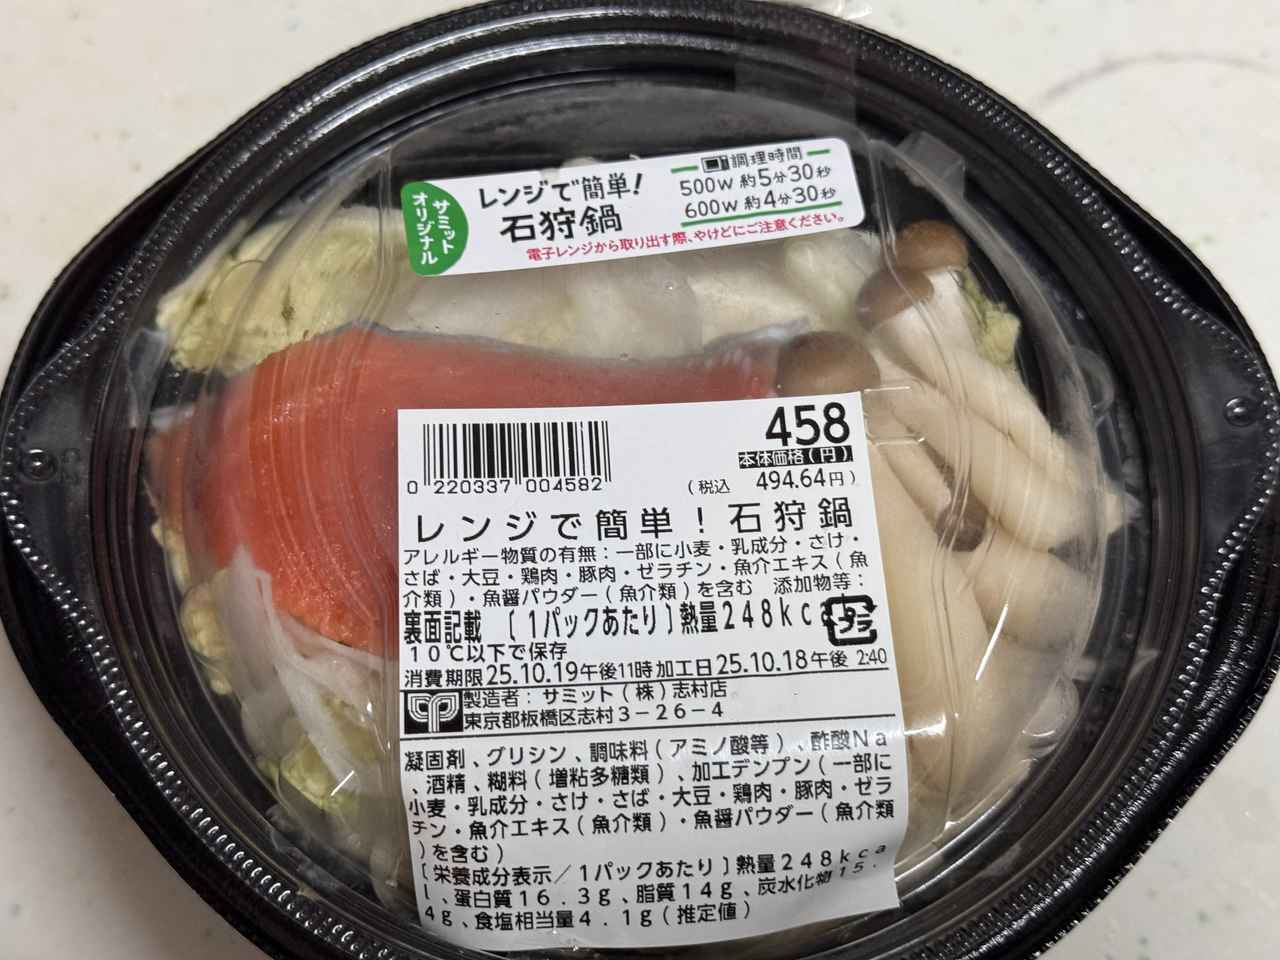 サミット
オリジナル
レンジで簡単!
石狩鍋
調理時間
500W 約5分30秒
600W 約4分30秒
電子レンジから取り出す際、やけどにご注意ください。
458
本体価格(円)
(税込 494.64円)
0 220337 004582
レンジで簡単!石狩鍋
アレルギー物質の有無:一部に小麦・乳成分・さけ・
さば・大豆・鶏肉・豚肉・ゼラチン・魚介エキス(魚
介類)・魚醤パウダー(魚介類)を含む 添加物等:
裏面記載 〔1パックあたり〕熱量248kca
10℃以下で保存
フタ
消費期限25.10.19午後11時 加工日25.10.18午後 2:40
製造者:サミット(株)志村店
東京都板橋区志村3-26-4
凝固剤、グリシン、調味料(アミノ酸等)、酢酸Na
、酒精、糊料(増粘多糖類)、加工デンプン(一部に
小麦・乳成分・さけ・さば・大豆・鶏肉・豚肉・ゼラ
チン・魚介エキス(魚介類)・魚醤パウダー(魚介類
)を含む)
〔栄養成分表示/1パックあたり〕熱量248kca
l、蛋白質16.3g、脂質14g、炭水化物15.
4g、食塩相当量4.1g(推定値)